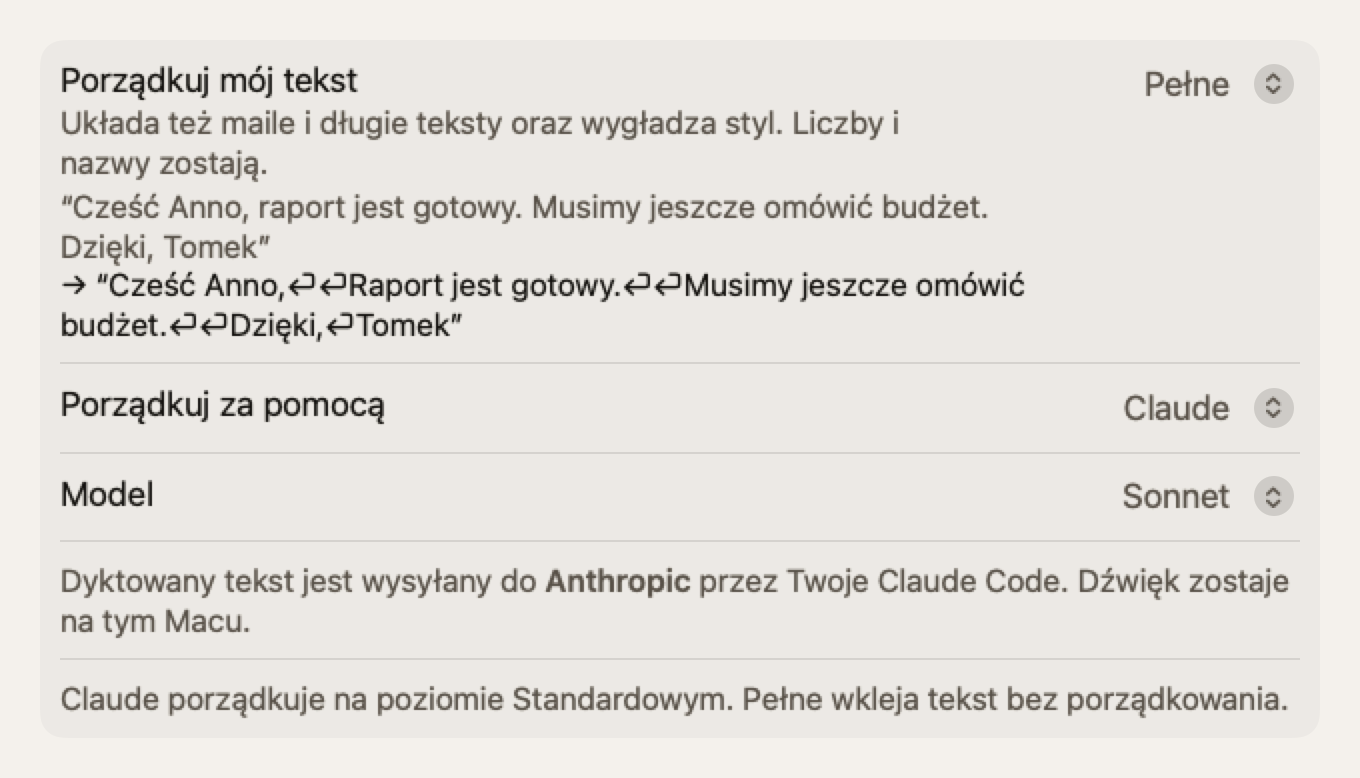 Porządkuj mój tekst
Pełne
Układa też maile i długie teksty oraz wygładza styl. Liczby i
nazwy zostają.
“Cześć Anno, raport jest gotowy. Musimy jeszcze omówić budżet.
Dzięki, Tomek”
→ “Cześć Anno,⏎⏎Raport jest gotowy.⏎⏎Musimy jeszcze omówić
budżet.⏎⏎Dzięki,⏎Tomek”
Porządkuj za pomocą
Claude
Model
Sonnet
Dyktowany tekst jest wysyłany do Anthropic przez Twoje Claude Code. Dźwięk zostaje
na tym Macu.
Claude porządkuje na poziomie Standardowym. Pełne wkleja tekst bez porządkowania.